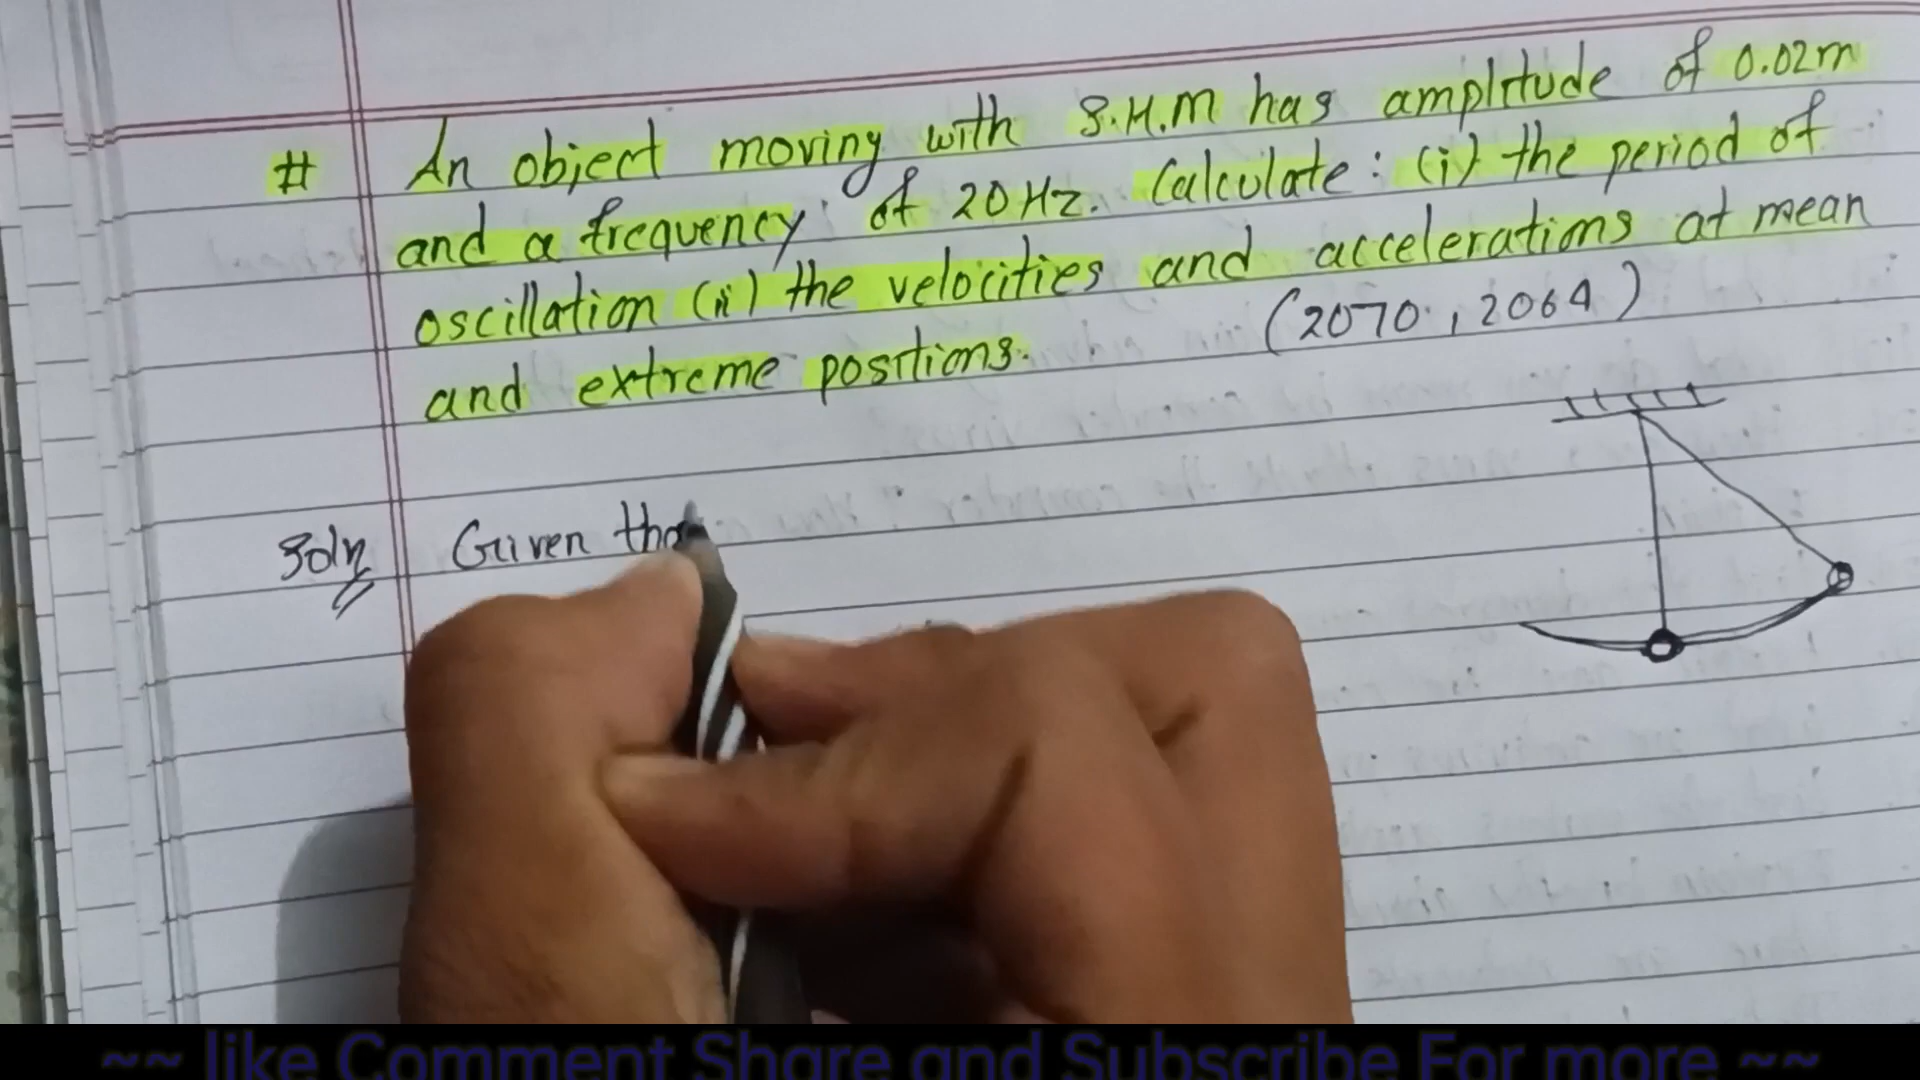 # An object moving with S.H.M has amplitude of 0.02m
and a frequency of 20Hz. Calculate: (i) the period of
oscillation (ii) the velocities and accelerations at mean
and extreme positions. (2070, 2064)
Soln Given tha
~~ like Comment Share and Subscribe For more ~~